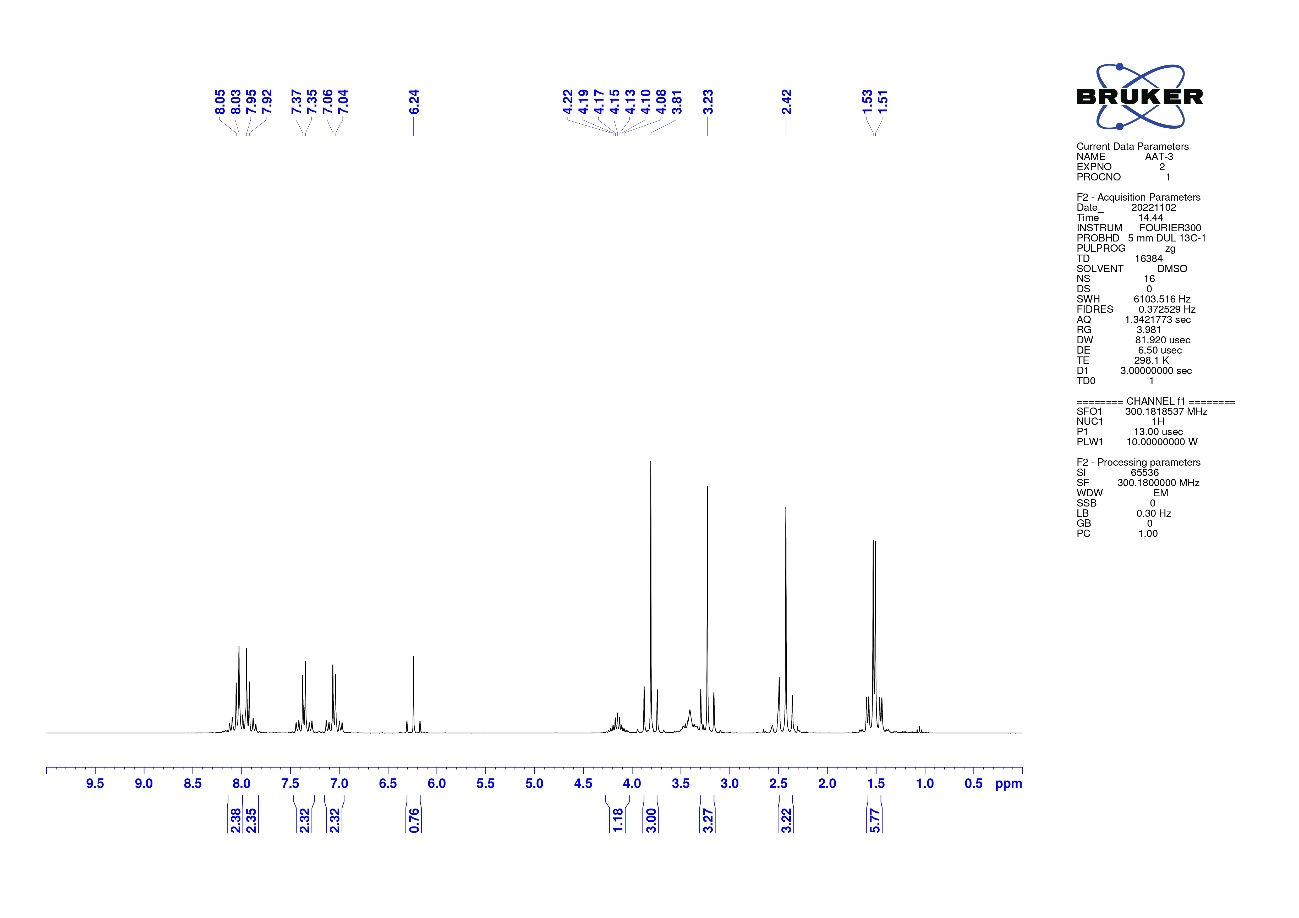 8.05
8.03
7.95
7.92
7.37
7.35
7.06
7.04
6.24
4.22
4.19
4.17
4.15
4.13
4.10
4.08
3.81
3.23
2.42
1.53
1.51
BRUKER
Current Data Parameters
NAME AAT-3
EXPNO 2
PROCNO 1
F2 - Acquisition Parameters
Date_ 20221102
Time 14.44
INSTRUM FOURIER300
PROBHD 5 mm DUL 13C-1
PULPROG zg
TD 16384
SOLVENT DMSO
NS 16
DS 0
SWH 6103.516 Hz
FIDRES 0.372529 Hz
AQ 1.3421773 sec
RG 3.981
DW 81.920 usec
DE 6.50 usec
TE 298.1 K
D1 3.00000000 sec
TD0 1
======== CHANNEL f1 ========
SFO1 300.1818537 MHz
NUC1 1H
P1 13.00 usec
PLW1 10.00000000 W
F2 - Processing parameters
SI 65536
SF 300.1800000 MHz
WDW EM
SSB 0
LB 0.30 Hz
GB 0
PC 1.00
9.5 9.0 8.5 8.0 7.5 7.0 6.5 6.0 5.5 5.0 4.5 4.0 3.5 3.0 2.5 2.0 1.5 1.0 0.5 ppm
2.38
2.35
2.32
2.32
0.76
1.18
3.00
3.27
3.22
5.77